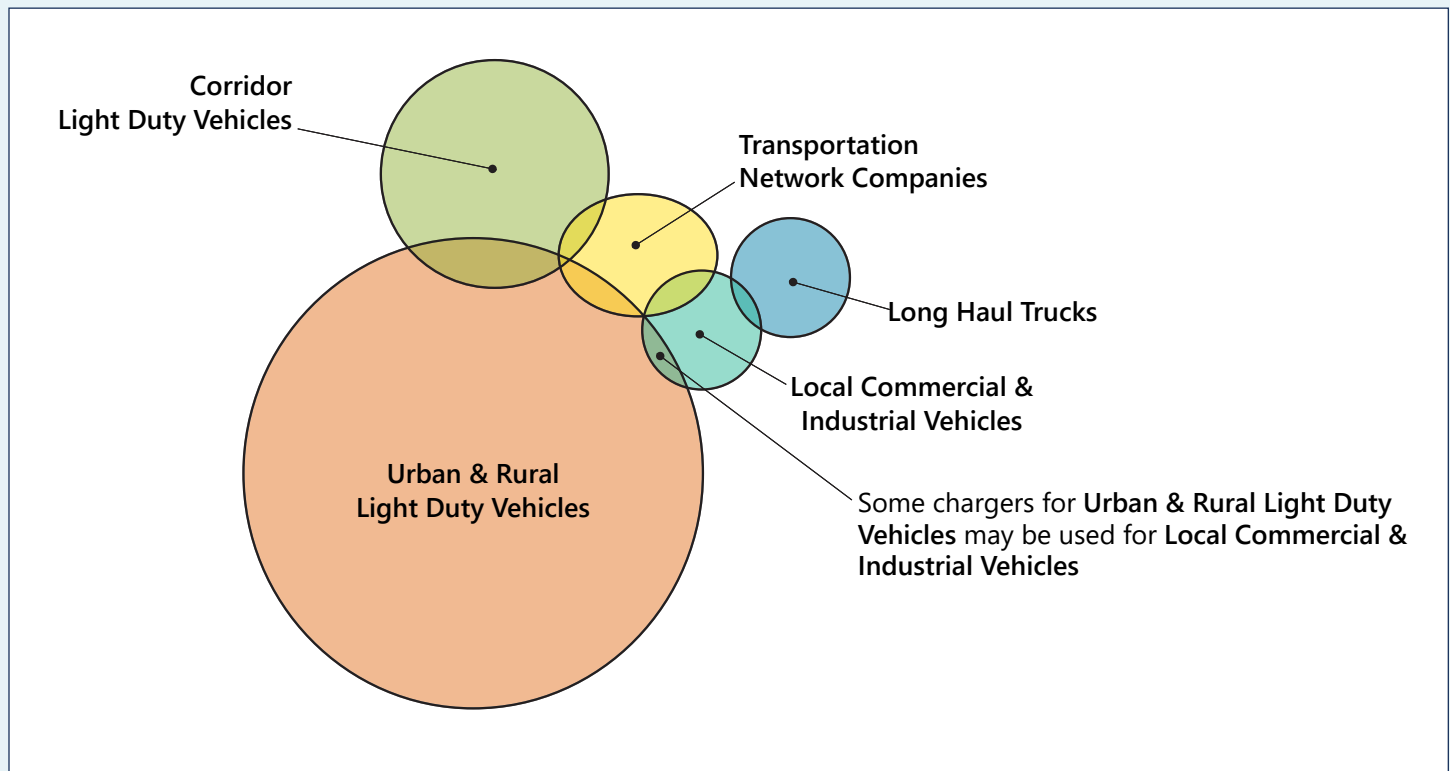 Corridor
Light Duty Vehicles
Transportation
Network Companies
Long Haul Trucks
Local Commercial &
Industrial Vehicles
Urban & Rural
Light Duty Vehicles
Some chargers for Urban & Rural Light Duty
Vehicles may be used for Local Commercial &
Industrial Vehicles